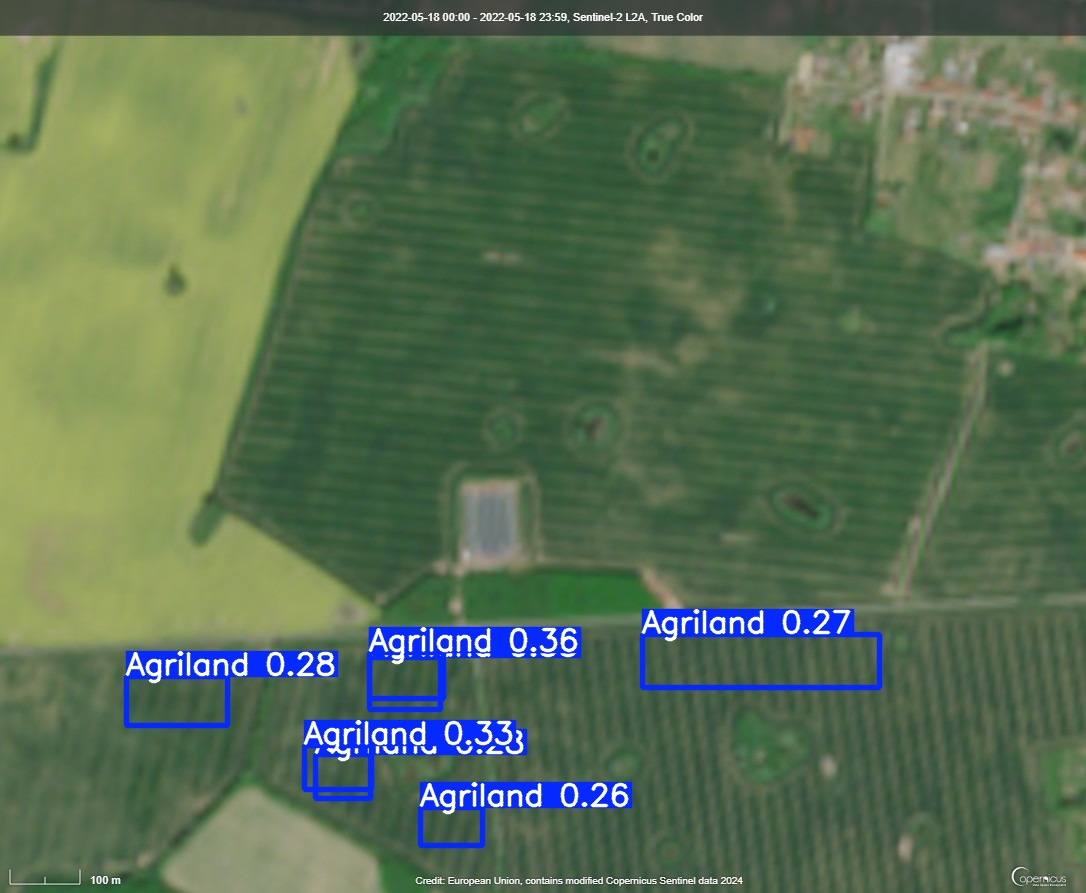 2022-05-18 00:00 - 2022-05-18 23:59, Sentinel-2 L2A, True Color
Agriland 0.27
Agriland 0.36
Agriland 0.28
Agriland 0.33
Agriland 0.26
100 m
Credit: European Union, contains modified Copernicus Sentinel data 2024
opernicus